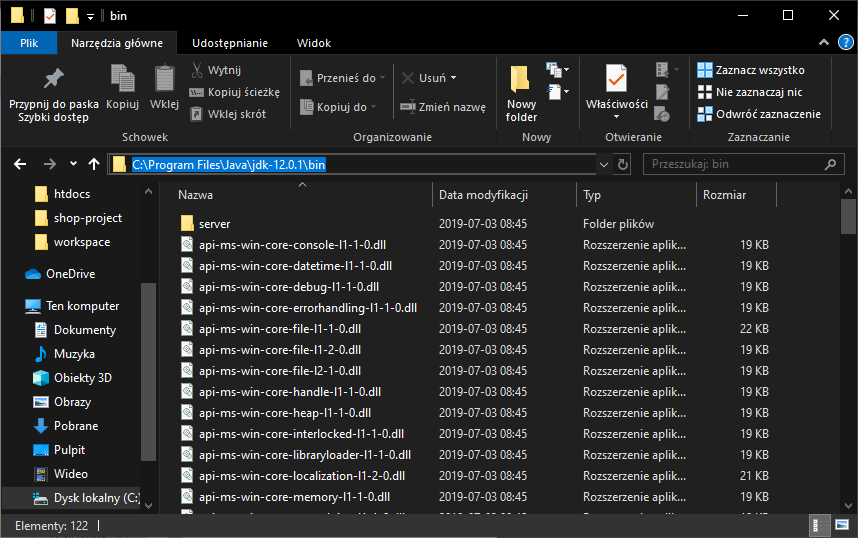 bin
Plik Narzędzia główne Udostępnianie Widok
Przypnij do paska Szybki dostęp
Kopiuj
Wklej
Wytnij
Kopiuj ścieżkę
Wklej skrót
Schowek
Przenieś do
Kopiuj do
Usuń
Zmień nazwę
Organizowanie
Nowy folder
Nowy
Właściwości
Otwieranie
Zaznacz wszystko
Nie zaznaczaj nic
Odwróć zaznaczenie
Zaznaczanie
C:\Program Files\Java\jdk-12.0.1\bin
Przeszukaj: bin
htdocs
shop-project
workspace
OneDrive
Ten komputer
Dokumenty
Muzyka
Obiekty 3D
Obrazy
Pobrane
Pulpit
Wideo
Dysk lokalny (C:)
Nazwa Data modyfikacji Typ Rozmiar
server 2019-07-03 08:45 Folder plików
api-ms-win-core-console-l1-1-0.dll 2019-07-03 08:45 Rozszerzenie aplik... 19 KB
api-ms-win-core-datetime-l1-1-0.dll 2019-07-03 08:45 Rozszerzenie aplik... 19 KB
api-ms-win-core-debug-l1-1-0.dll 2019-07-03 08:45 Rozszerzenie aplik... 19 KB
api-ms-win-core-errorhandling-l1-1-0.dll 2019-07-03 08:45 Rozszerzenie aplik... 19 KB
api-ms-win-core-file-l1-1-0.dll 2019-07-03 08:45 Rozszerzenie aplik... 22 KB
api-ms-win-core-file-l1-2-0.dll 2019-07-03 08:45 Rozszerzenie aplik... 19 KB
api-ms-win-core-file-l2-1-0.dll 2019-07-03 08:45 Rozszerzenie aplik... 19 KB
api-ms-win-core-handle-l1-1-0.dll 2019-07-03 08:45 Rozszerzenie aplik... 19 KB
api-ms-win-core-heap-l1-1-0.dll 2019-07-03 08:45 Rozszerzenie aplik... 19 KB
api-ms-win-core-interlocked-l1-1-0.dll 2019-07-03 08:45 Rozszerzenie aplik... 19 KB
api-ms-win-core-libraryloader-l1-1-0.dll 2019-07-03 08:45 Rozszerzenie aplik... 19 KB
api-ms-win-core-localization-l1-2-0.dll 2019-07-03 08:45 Rozszerzenie aplik... 21 KB
api-ms-win-core-memory-l1-1-0.dll 2019-07-03 08:45 Rozszerzenie aplik... 19 KB
Elementy: 122